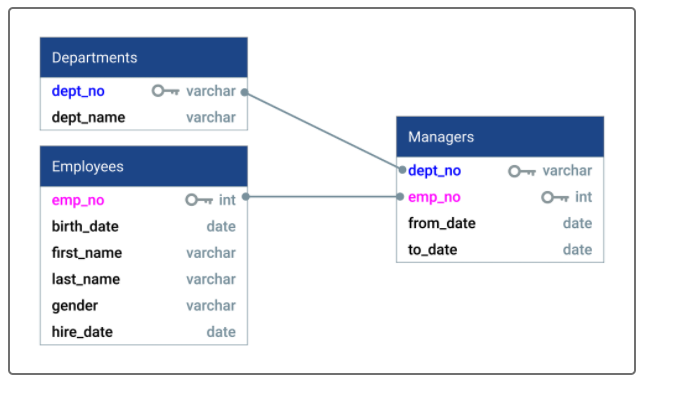 Departments
dept_no varchar
dept_name varchar
Employees
emp_no int
birth_date date
first_name varchar
last_name varchar
gender varchar
hire_date date
Managers
dept_no varchar
emp_no int
from_date date
to_date date